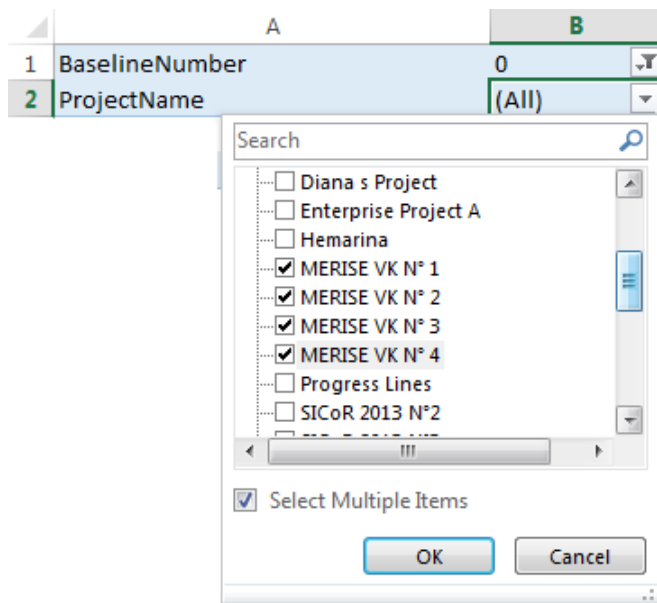 A B
1 BaselineNumber 0
2 ProjectName (All)
Search
Diana s Project
Enterprise Project A
Hemarina
MERISE VK N° 1
MERISE VK N° 2
MERISE VK N° 3
MERISE VK N° 4
Progress Lines
SICoR 2013 N°2
Select Multiple Items
OK Cancel